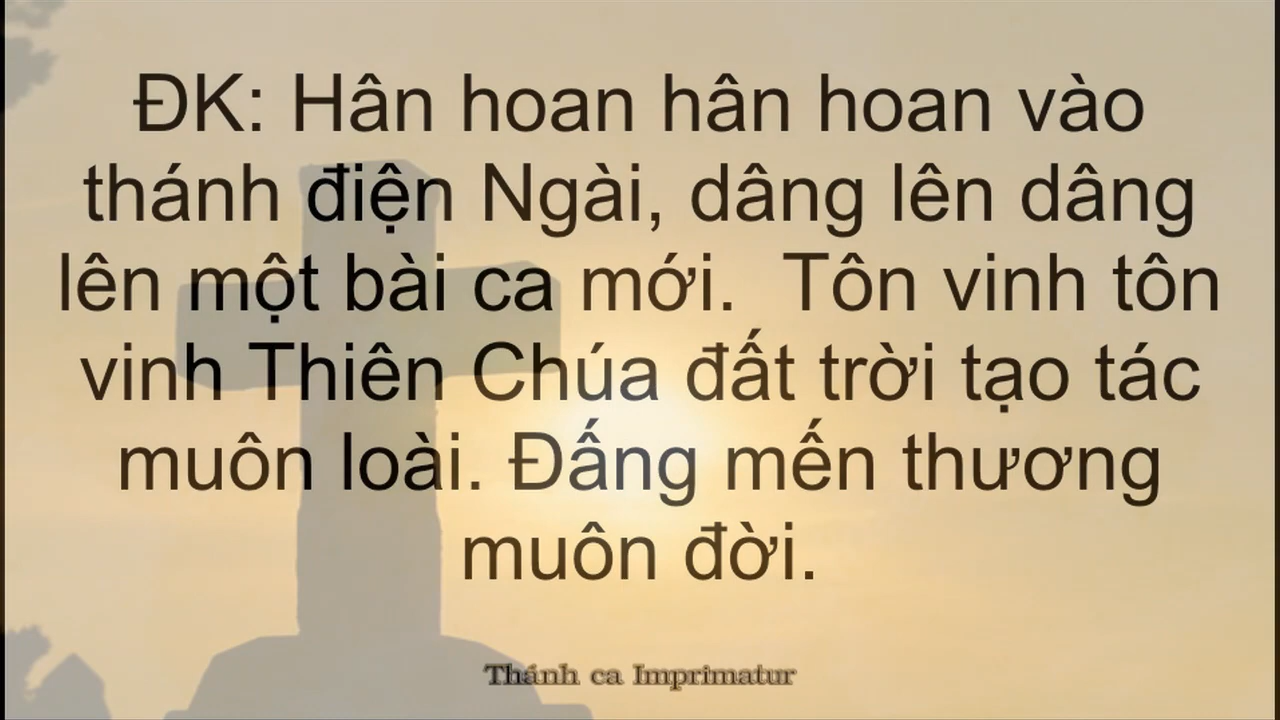 ĐK: Hân hoan hân hoan vào
thánh điện Ngài, dâng lên dâng
lên một bài ca mới.  Tôn vinh tôn
vinh Thiên Chúa đất trời tạo tác
muôn loài. Đấng mến thương
muôn đời.
Thánh ca Imprimatur